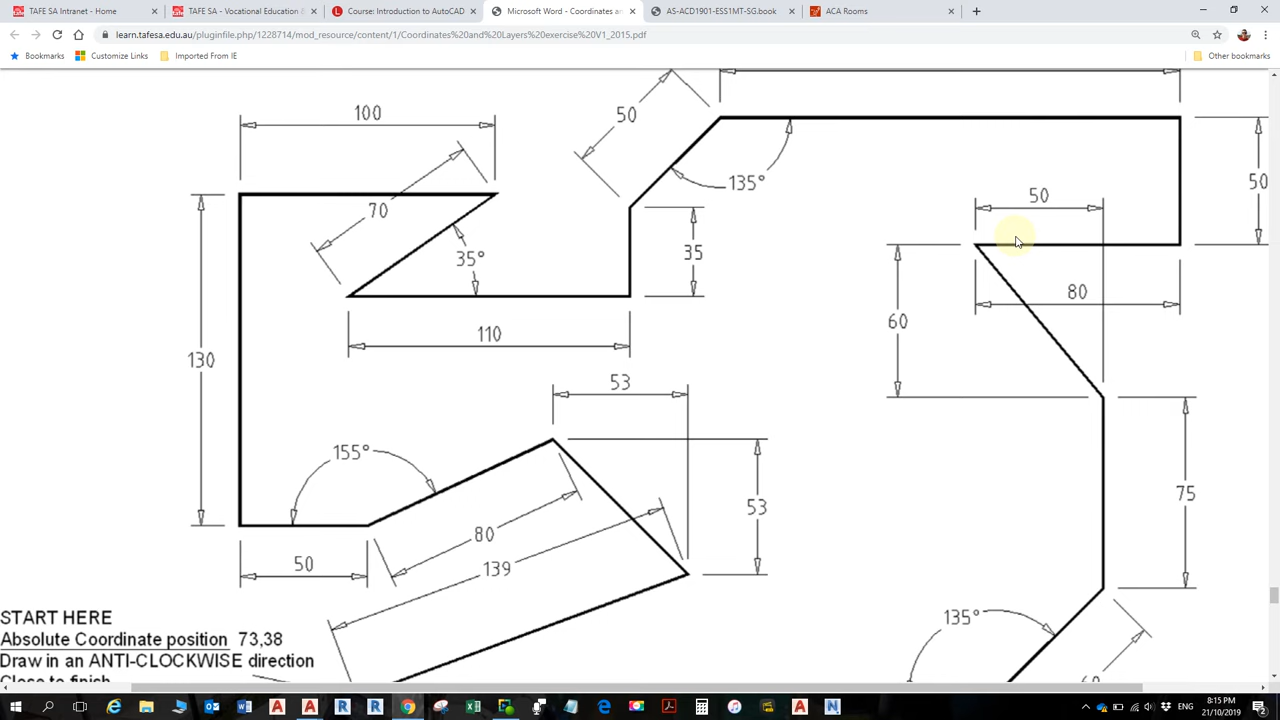 TAFE SA Intranet - Home
TAFE SA - Vocational Education &
Course: Introduction to AutoCAD
Microsoft Word - Coordinates an
AS-ACD1901-ESS1MT-SG.book
ACA Rooms
learn.tafesa.edu.au/pluginfile.php/1228714/mod_resource/content/1/Coordinates%20and%20Layers%20exercise%20V1_2015.pdf
Bookmarks
Customize Links
Imported From IE
Other bookmarks
100
50
70
135°
50
50
35°
35
80
60
110
130
53
155°
53
75
80
139
50
135°
START HERE
Absolute Coordinate position 73,38
Draw in an ANTI-CLOCKWISE direction
Close to finish
ENG
8:15 PM
21/10/2019